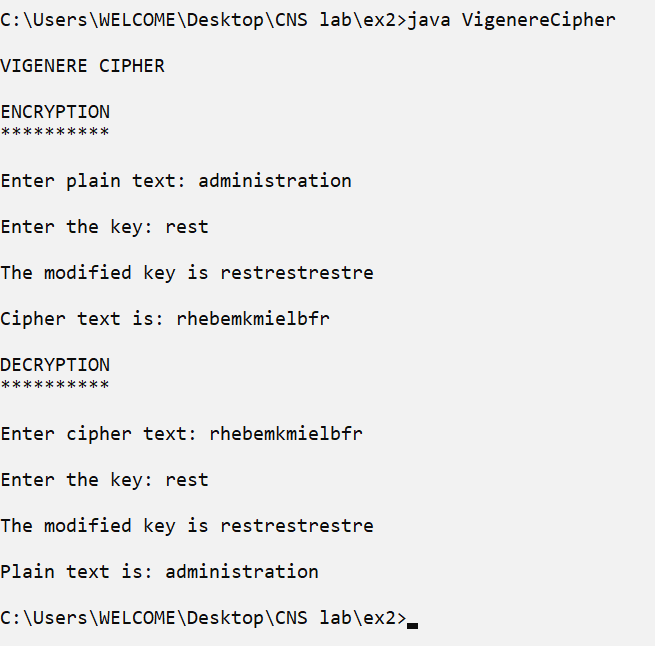 C:\Users\WELCOME\Desktop\CNS lab\ex2>java VigenereCipher
VIGENERE CIPHER
ENCRYPTION
**********
Enter plain text: administration
Enter the key: rest
The modified key is restrestrestre
Cipher text is: rhebemkmielbfr
DECRYPTION
**********
Enter cipher text: rhebemkmielbfr
Enter the key: rest
The modified key is restrestrestre
Plain text is: administration
C:\Users\WELCOME\Desktop\CNS lab\ex2>